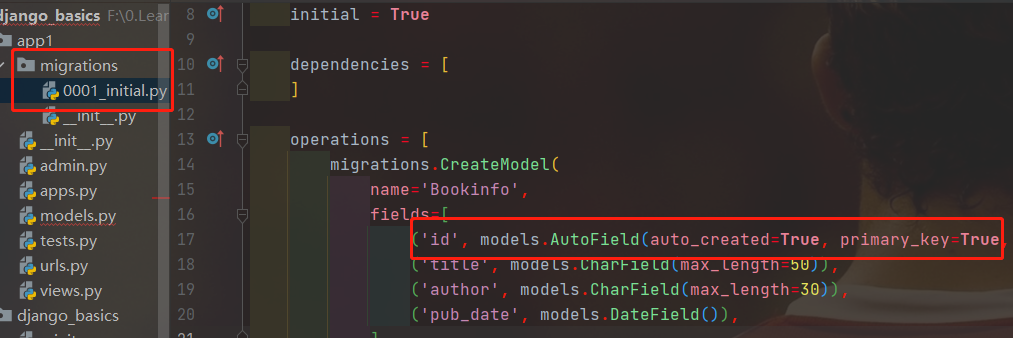 django_basics F:\0.Lear
app1
migrations
0001_initial.py
__init__.py
__init__.py
admin.py
apps.py
models.py
tests.py
urls.py
views.py
django_basics
8 initial = True
10 dependencies = [
11 ]
12
13 operations = [
14 migrations.CreateModel(
15 name='Bookinfo',
16 fields=[
17 ('id', models.AutoField(auto_created=True, primary_key=True,
18 ('title', models.CharField(max_length=50)),
19 ('author', models.CharField(max_length=30)),
20 ('pub_date', models.DateField()),
21 ]